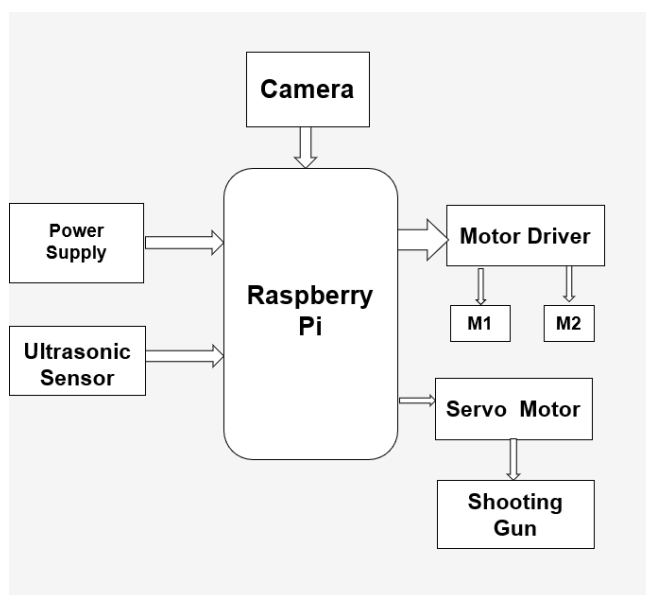 Camera
Power
Supply
Ultrasonic
Sensor
Raspberry
Pi
Motor Driver
M1
M2
Servo Motor
Shooting
Gun